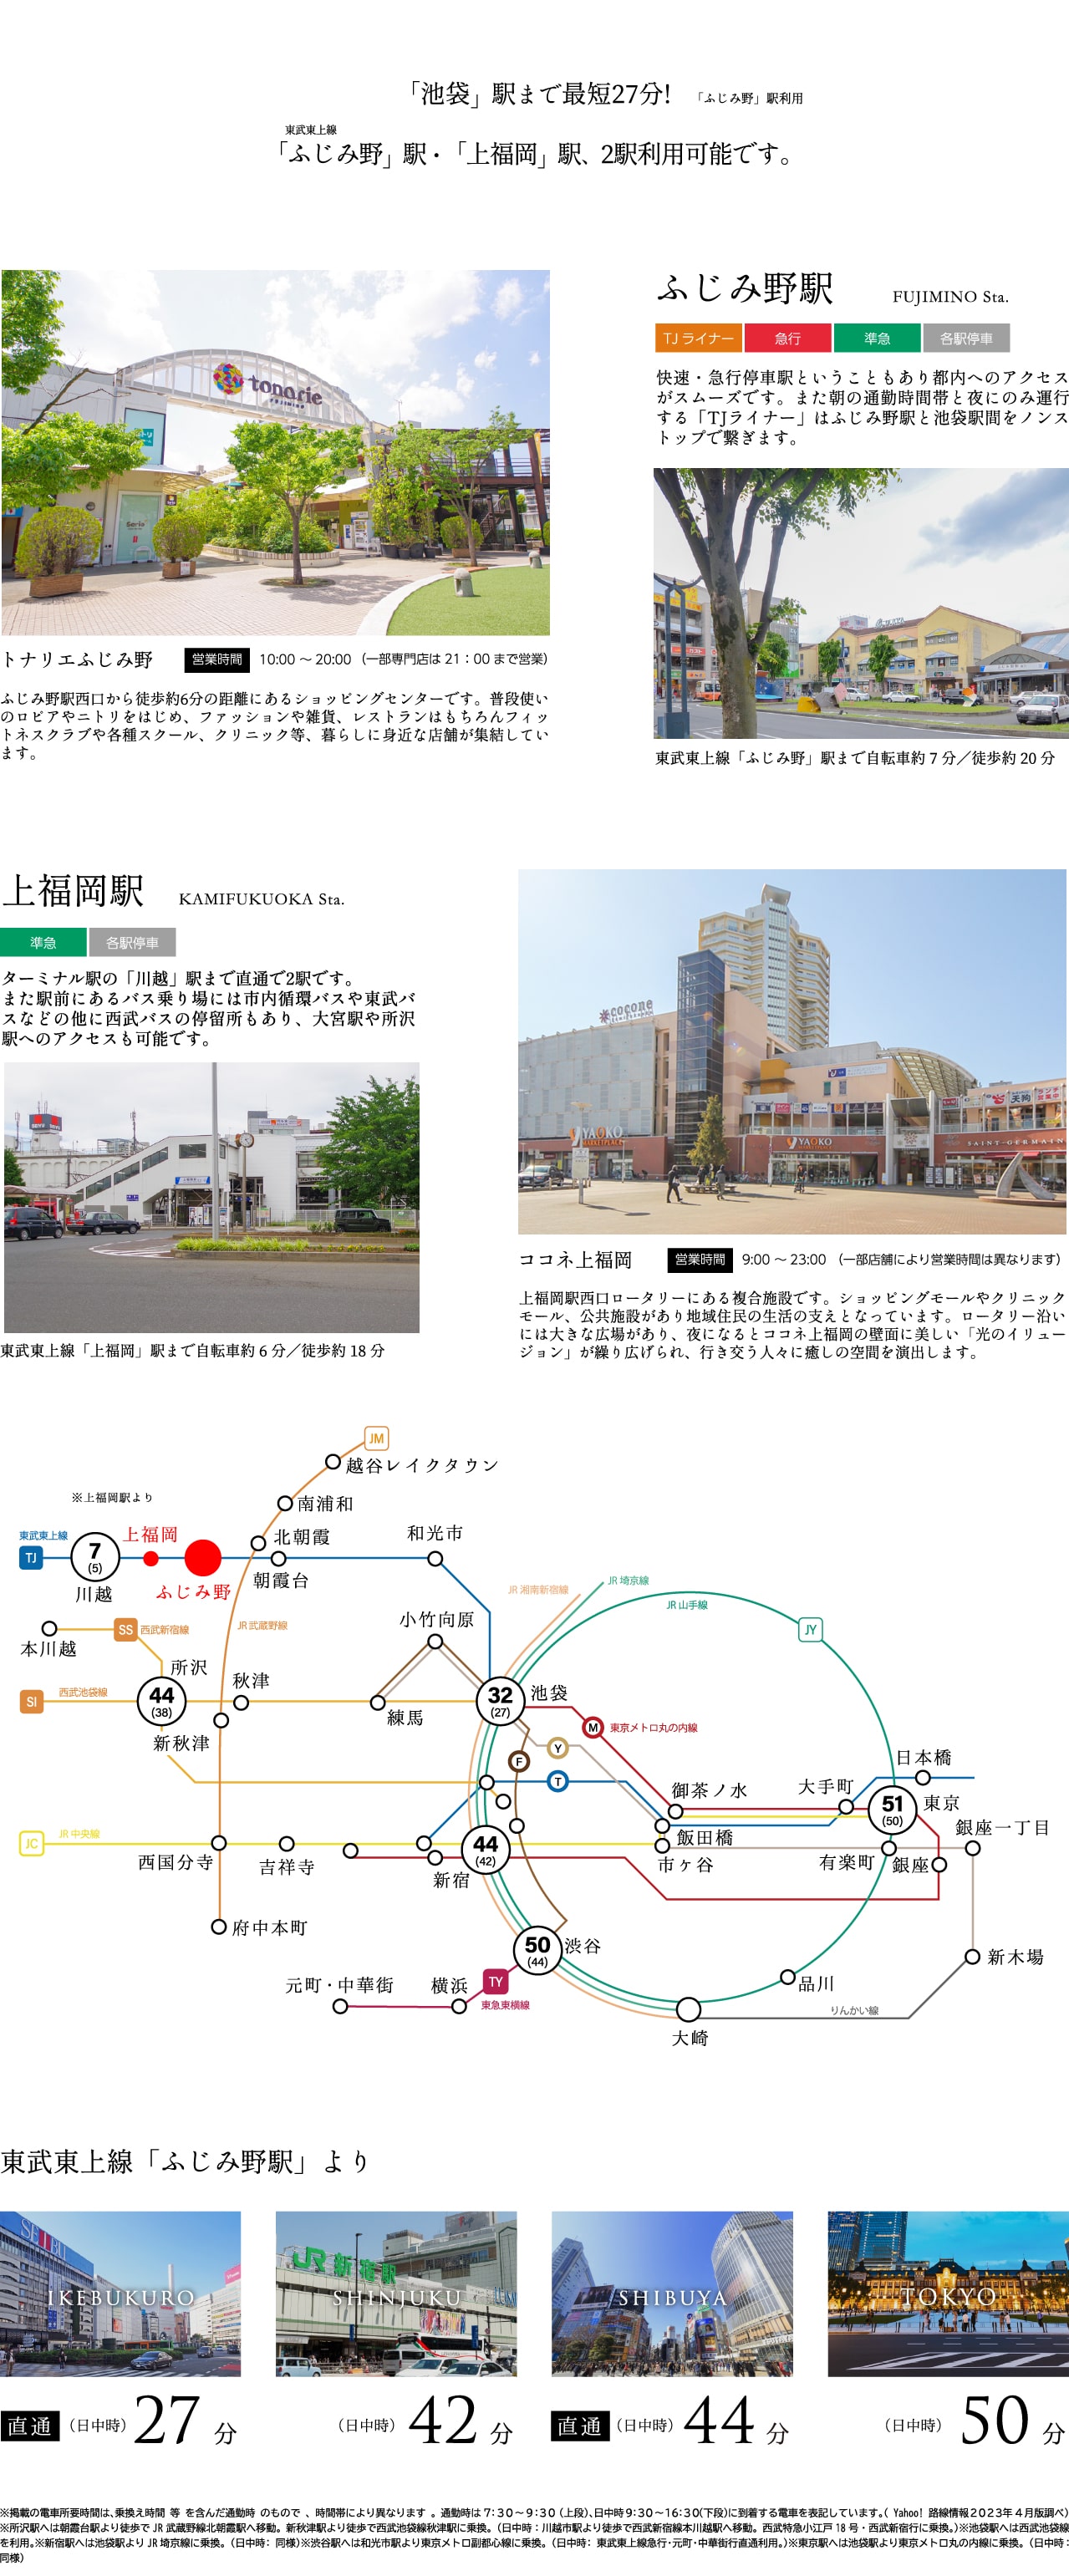 「池袋」駅まで最短27分! 「ふじみ野」駅利用
東武東上線
「ふじみ野」駅・「上福岡」駅、2駅利用可能です。
tonarie
FUJIMINO
Seria
トナリエふじみ野 営業時間 10:00 ～ 20:00 (一部専門店は 21：00 まで営業)
ふじみ野駅西口から徒歩約6分の距離にあるショッピングセンターです。普段使い
のロピアやニトリをはじめ、ファッションや雑貨、レストランはもちろんフィッ
トネスクラブや各種スクール、クリニック等、暮らしに身近な店舗が集結してい
ます。
ふじみ野駅 FUJIMINO Sta.
TJ ライナー 急行 準急 各駅停車
快速・急行停車駅ということもあり都内へのアクセス
がスムーズです。また朝の通勤時間帯と夜にのみ運行
する「TJライナー」はふじみ野駅と池袋駅間をノンス
トップで繋ぎます。
東武東上線「ふじみ野」駅まで自転車約 7 分／徒歩約 20 分
上福岡駅 KAMIFUKUOKA Sta.
準急 各駅停車
ターミナル駅の「川越」駅まで直通で2駅です。
また駅前にあるバス乗り場には市内循環バスや東武バ
スなどの他に西武バスの停留所もあり、大宮駅や所沢
駅へのアクセスも可能です。
東武東上線「上福岡」駅まで自転車約 6 分／徒歩約 18 分
cocone
YAOKO
MARKETPLACE
YAOKO
天狗
SAINT-GERMAIN
ココネ上福岡 営業時間 9:00 ～ 23:00 (一部店舗により営業時間は異なります)
上福岡駅西口ロータリーにある複合施設です。ショッピングモールやクリニック
モール、公共施設があり地域住民の生活の支えとなっています。ロータリー沿い
には大きな広場があり、夜になるとココネ上福岡の壁面に美しい「光のイリュー
ジョン」が繰り広げられ、行き交う人々に癒しの空間を演出します。
JM
越谷レイクタウン
※上福岡駅より
南浦和
東武東上線
TJ
7
(5)
川越
上福岡
ふじみ野
北朝霞
朝霞台
和光市
JR 湘南新宿線
JR 埼京線
JR 山手線
JY
本川越
SS
西武新宿線
JR 武蔵野線
小竹向原
所沢
秋津
SI
西武池袋線
44
(38)
新秋津
練馬
32
(27)
池袋
M
東京メトロ丸の内線
F
Y
T
日本橋
御茶ノ水
大手町
51
(50)
東京
銀座一丁目
JC
JR 中央線
西国分寺
吉祥寺
新宿
44
(42)
飯田橋
市ヶ谷
有楽町
銀座
府中本町
50
(44)
渋谷
新木場
元町・中華街
横浜
TY
東急東横線
品川
りんかい線
大崎
東武東上線「ふじみ野駅」より
SEIBU
IKEBUKURO
JR 新宿駅
SHINJUKU
SHIBUYA
TOKYO
直通 (日中時) 27 分
(日中時) 42 分
直通 (日中時) 44 分
(日中時) 50 分
※掲載の電車所要時間は､乗換え時間 等 を含んだ通勤時 のもので 、時間帯により異なります 。通勤時は 7:３０～９:３０ (上段)､日中時９:３０～１６:３０(下段)に到着する電車を表記しています｡( Yahoo! 路線情報２０２３年４月版調べ)
※所沢駅へは朝霞台駅より徒歩で JR 武蔵野線北朝霞駅へ移動。新秋津駅より徒歩で西武池袋線秋津駅に乗換。(日中時：川越市駅より徒歩で西武新宿線本川越駅へ移動。西武特急小江戸 18 号・西武新宿行に乗換｡)※池袋駅へは西武池袋線
を利用｡※新宿駅へは池袋駅より JR 埼京線に乗換。(日中時： 同様)※渋谷駅へは和光市駅より東京メトロ副都心線に乗換。(日中時： 東武東上線急行･元町･中華街行直通利用｡)※東京駅へは池袋駅より東京メトロ丸の内線に乗換。(日中時：
同様)